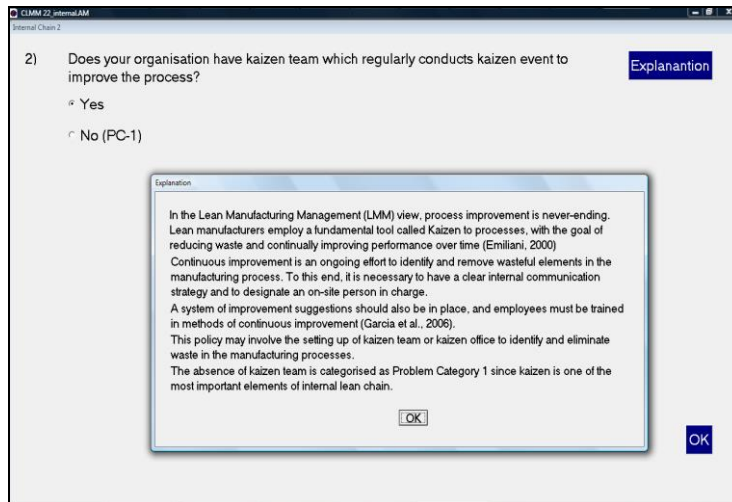 CLMM 22_internal.AM
Internal Chain 2
2) Does your organisation have kaizen team which regularly conducts kaizen event to
improve the process?
Explanantion
Yes
No (PC-1)
Explanation
In the Lean Manufacturing Management (LMM) view, process improvement is never-ending.
Lean manufacturers employ a fundamental tool called Kaizen to processes, with the goal of
reducing waste and continually improving performance over time (Emiliani, 2000)
Continuous improvement is an ongoing effort to identify and remove wasteful elements in the
manufacturing process. To this end, it is necessary to have a clear internal communication
strategy and to designate an on-site person in charge.
A system of improvement suggestions should also be in place, and employees must be trained
in methods of continuous improvement (Garcia et al., 2006).
This policy may involve the setting up of kaizen team or kaizen office to identify and eliminate
waste in the manufacturing processes.
The absence of kaizen team is categorised as Problem Category 1 since kaizen is one of the
most important elements of internal lean chain.
OK
OK